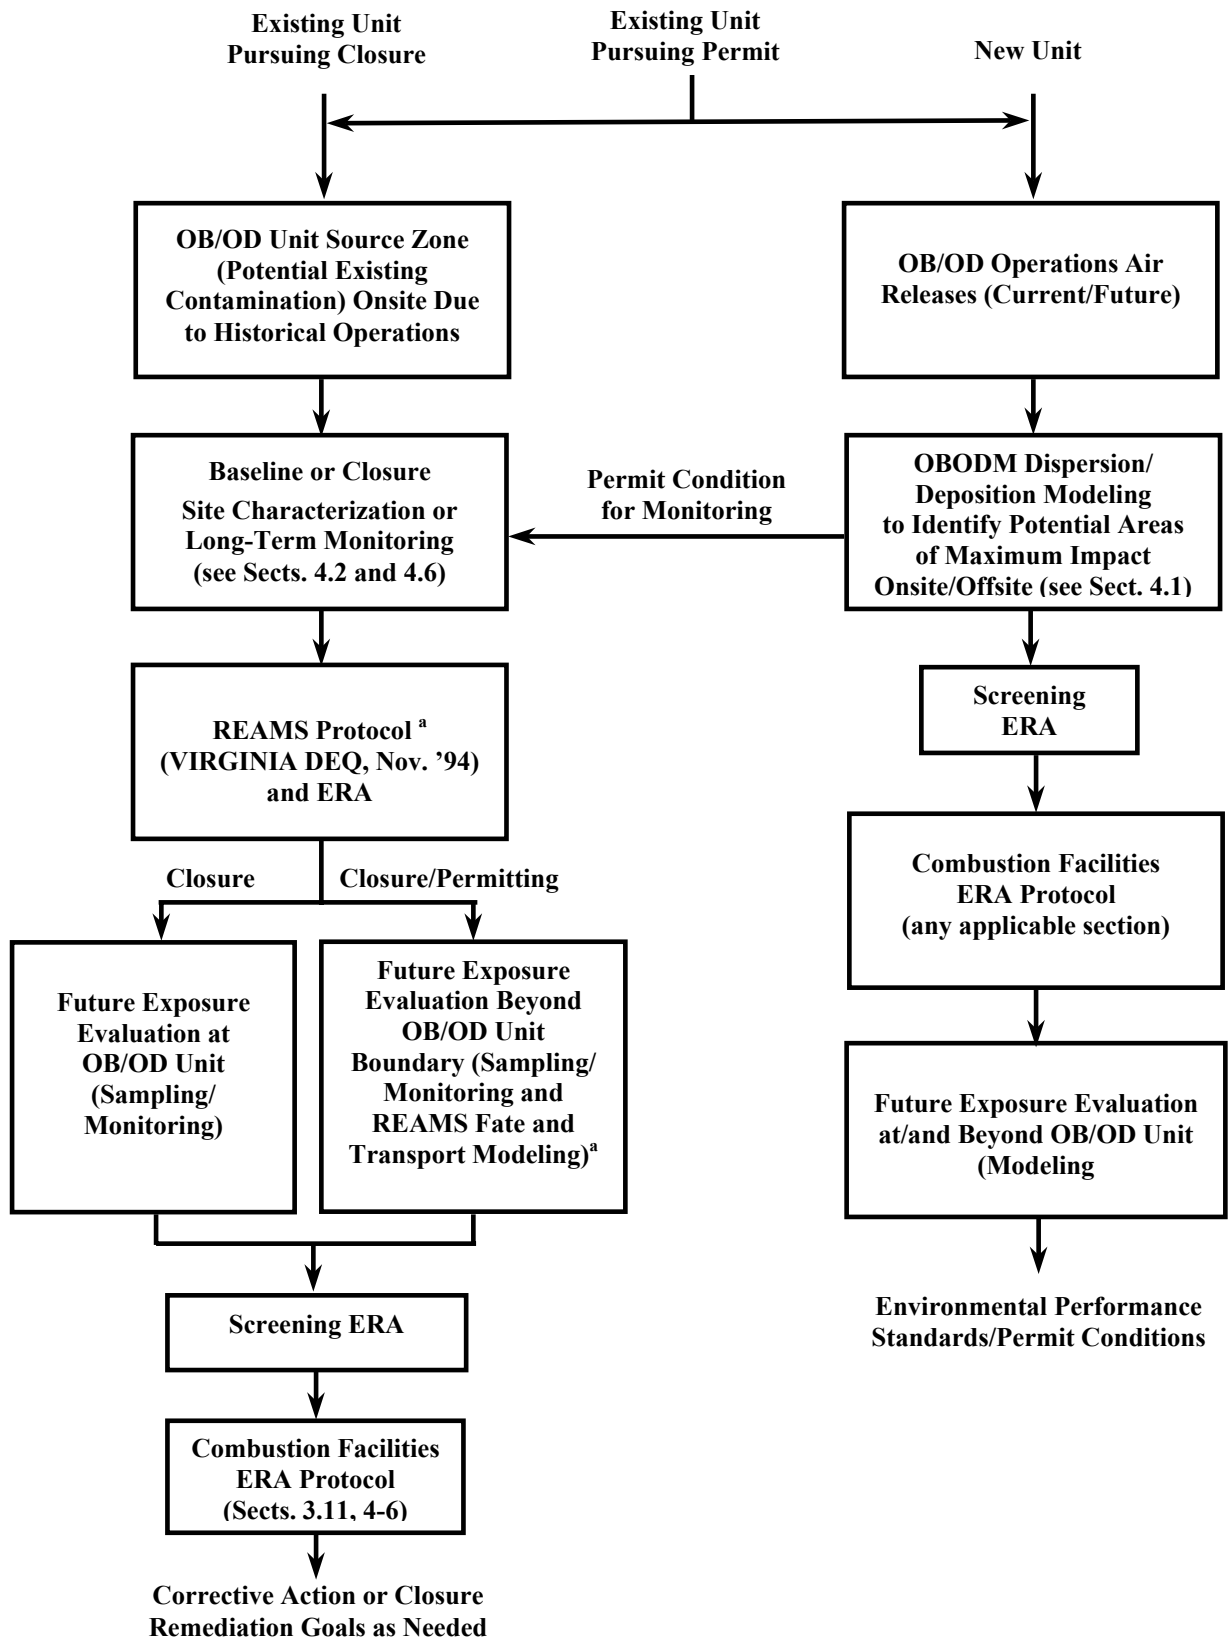 Existing Unit
Pursuing Closure
Existing Unit
Pursuing Permit
New Unit
OB/OD Unit Source Zone
(Potential Existing
Contamination) Onsite Due
to Historical Operations
OB/OD Operations Air
Releases (Current/Future)
Baseline or Closure
Site Characterization or
Long-Term Monitoring
(see Sects. 4.2 and 4.6)
Permit Condition
for Monitoring
OBODM Dispersion/
Deposition Modeling
to Identify Potential Areas
of Maximum Impact
Onsite/Offsite (see Sect. 4.1)
REAMS Protocol a
(VIRGINIA DEQ, Nov. ’94)
and ERA
Screening
ERA
Combustion Facilities
ERA Protocol
(any applicable section)
Closure
Closure/Permitting
Future Exposure
Evaluation at
OB/OD Unit
(Sampling/
Monitoring)
Future Exposure
Evaluation Beyond
OB/OD Unit
Boundary (Sampling/
Monitoring and
REAMS Fate and
Transport Modeling)a
Future Exposure Evaluation
at/and Beyond OB/OD Unit
(Modeling
Environmental Performance
Standards/Permit Conditions
Screening ERA
Combustion Facilities
ERA Protocol
(Sects. 3.11, 4-6)
Corrective Action or Closure
Remediation Goals as Needed